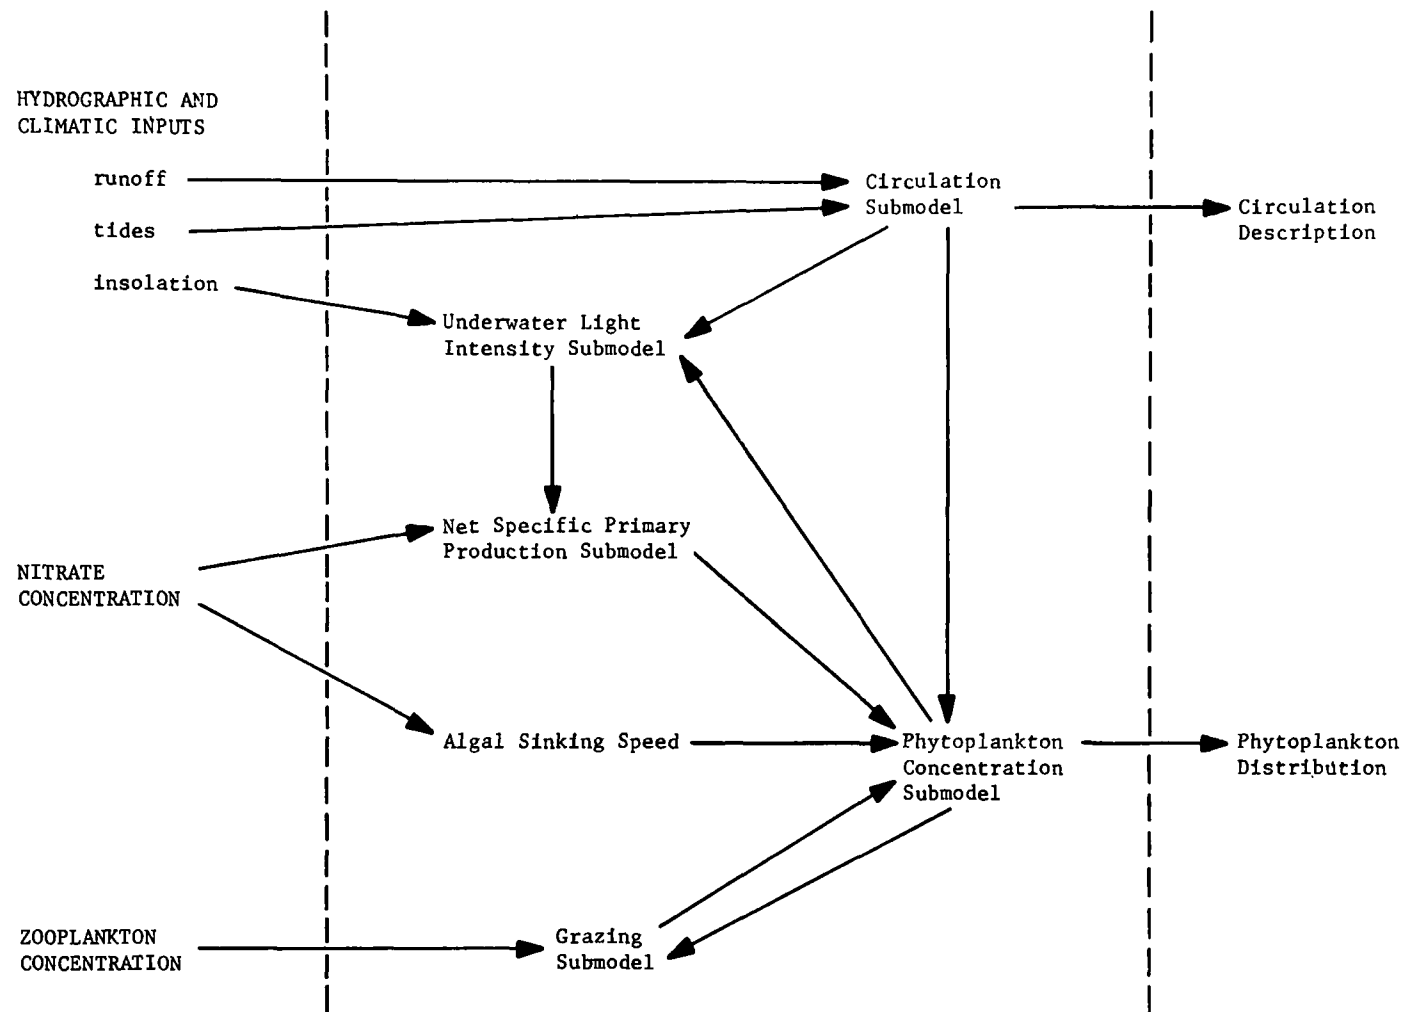 HYDROGRAPHIC AND
CLIMATIC INPUTS
runoff
tides
insolation
Circulation
Submodel
Circulation
Description
Underwater Light
Intensity Submodel
Net Specific Primary
Production Submodel
NITRATE
CONCENTRATION
Algal Sinking Speed
Phytoplankton
Concentration
Submodel
Phytoplankton
Distribution
ZOOPLANKTON
CONCENTRATION
Grazing
Submodel